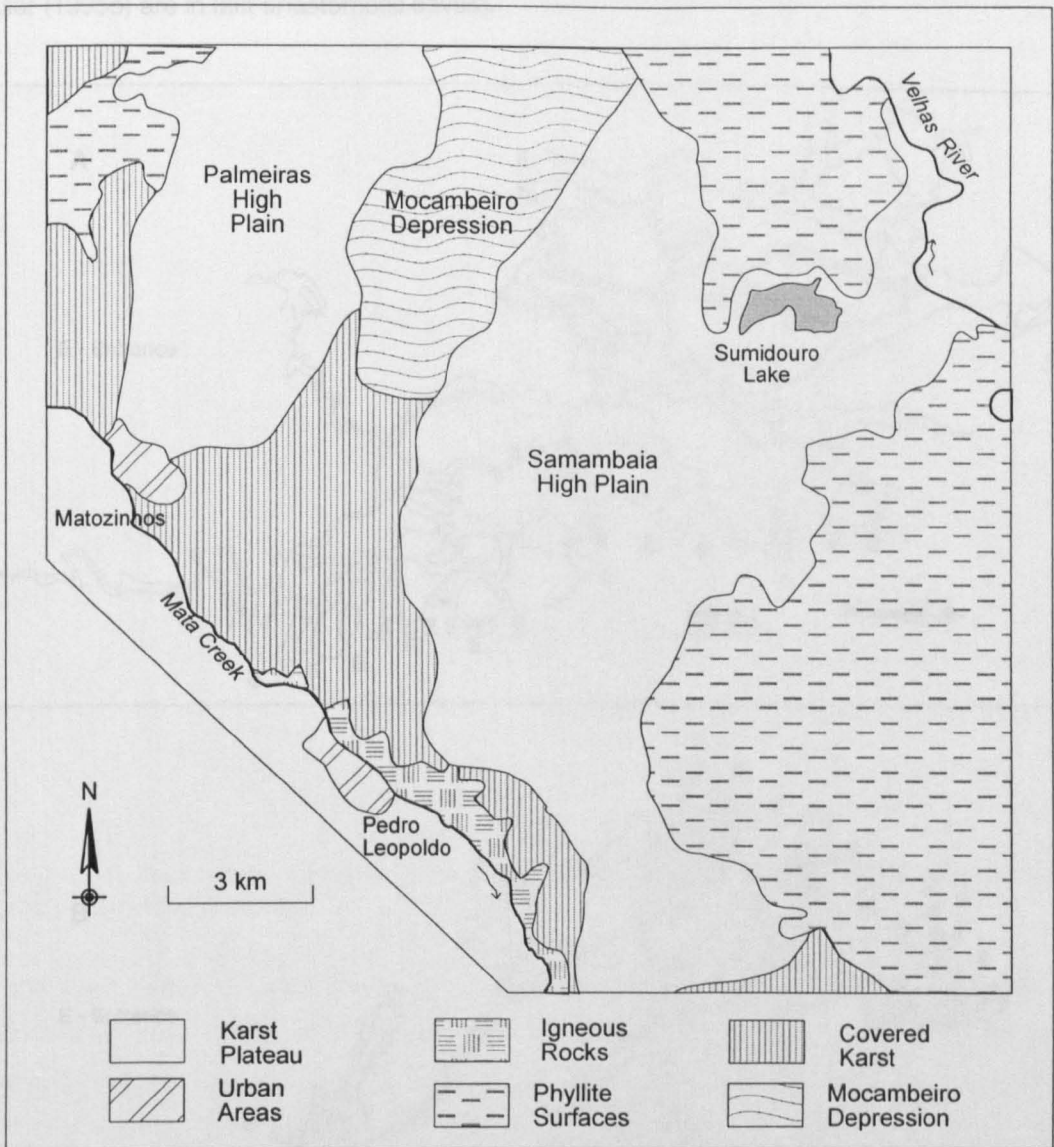 Velhas River
Palmeiras
High
Plain
Mocambeiro
Depression
Sumidouro
Lake
Samambaia
High Plain
Matozinhos
Mata Creek
N
Pedro
Leopoldo
3 km
Karst
Plateau
Igneous
Rocks
Covered
Karst
Urban
Areas
Phyllite
Surfaces
Mocambeiro
Depression